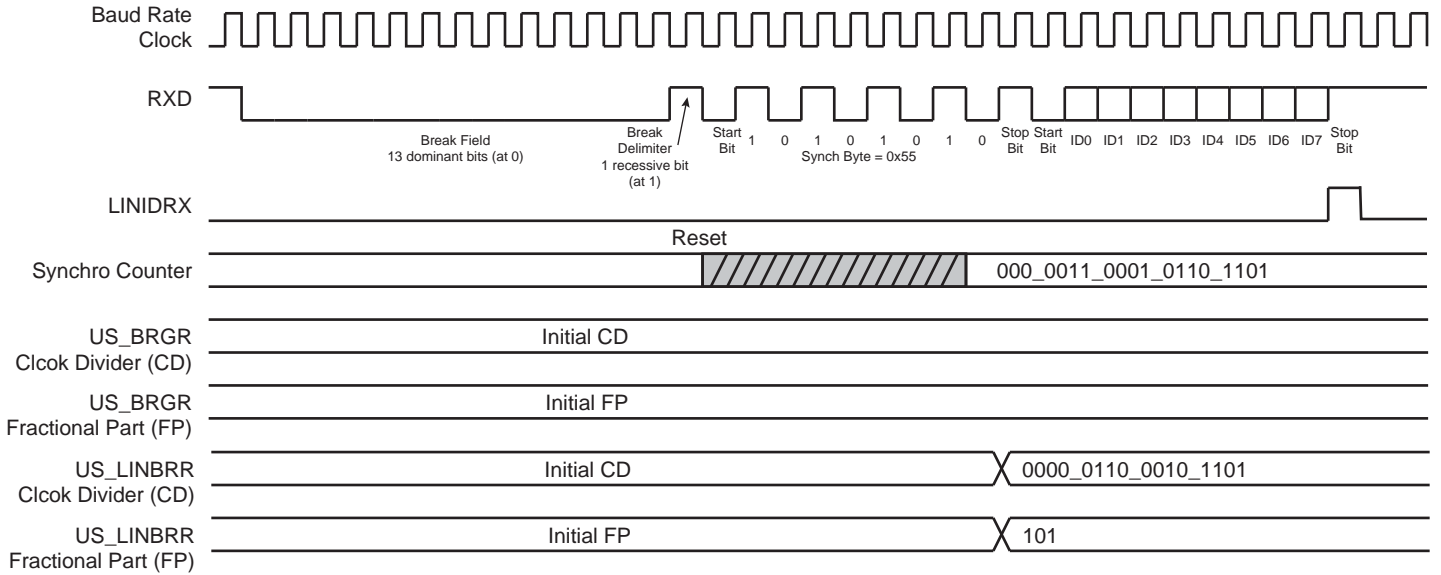 Baud Rate
Clock
RXD
Break Field
13 dominant bits (at 0)
Break
Delimiter
1 recessive bit
(at 1)
Start
Bit
1 0 1 0 1 0 1 0
Synch Byte = 0x55
Stop
Bit
Start
Bit
ID0 ID1 ID2 ID3 ID4 ID5 ID6 ID7
Stop
Bit
LINIDRX
Reset
Synchro Counter
000_0011_0001_0110_1101
US_BRGR
Clcok Divider (CD)
Initial CD
US_BRGR
Fractional Part (FP)
Initial FP
US_LINBRR
Clcok Divider (CD)
Initial CD
0000_0110_0010_1101
US_LINBRR
Fractional Part (FP)
Initial FP
101